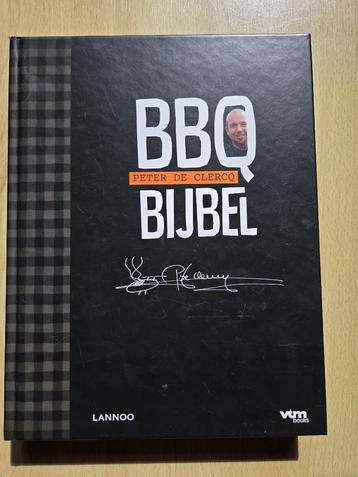 BBQ
PETER DE CLERCQ
BIJBEL
LANNOO
vtm
BOOKS